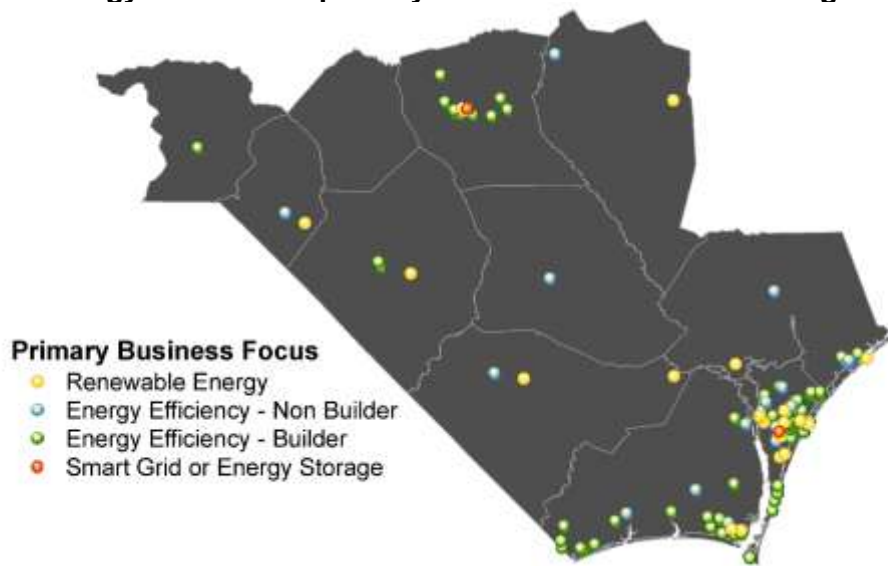 Primary Business Focus
Renewable Energy
Energy Efficiency - Non Builder
Energy Efficiency - Builder
Smart Grid or Energy Storage